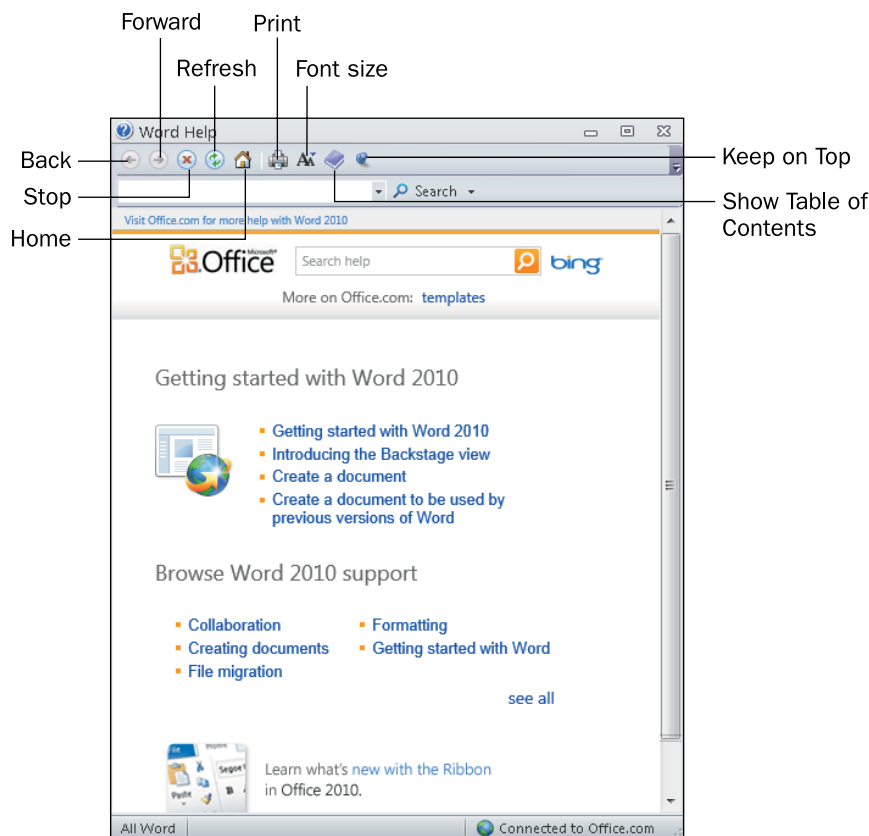 Forward
Print
Refresh
Font size
Word Help
Back
Keep on Top
Stop
Search
Show Table of
Contents
Visit Office.com for more help with Word 2010
Home
Microsoft®
Office
Search help
bing
More on Office.com: templates
Getting started with Word 2010
Getting started with Word 2010
Introducing the Backstage view
Create a document
Create a document to be used by
previous versions of Word
Browse Word 2010 support
Collaboration
Formatting
Creating documents
Getting started with Word
File migration
see all
Segoe
Paste
B
Learn what's new with the Ribbon
in Office 2010.
All Word
Connected to Office.com